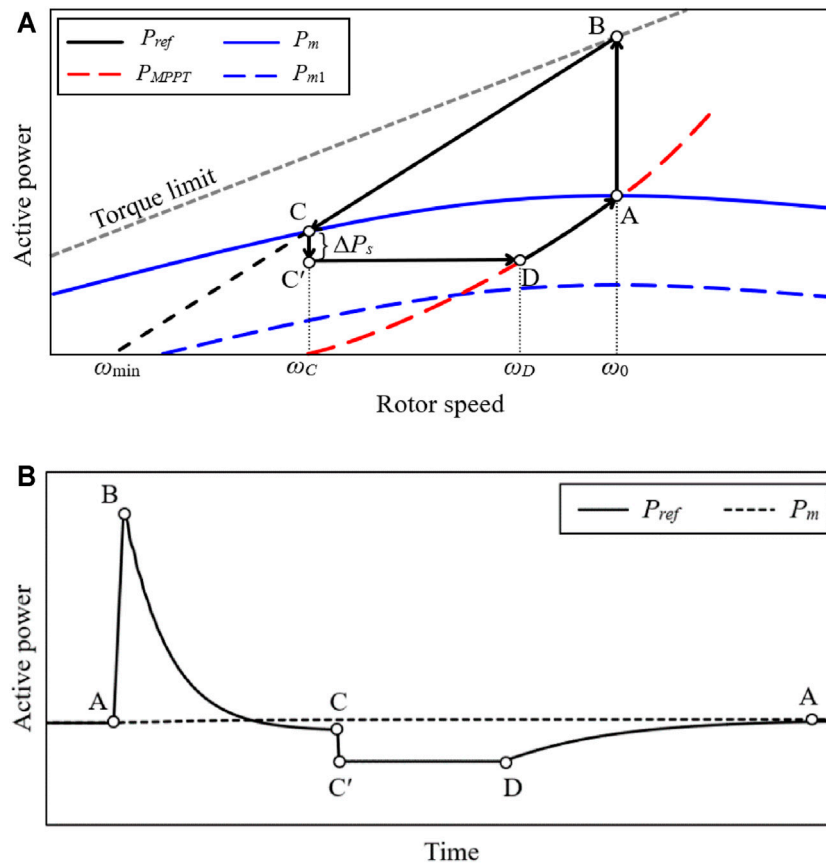 A
P_ref P_m
P_MPPT P_m1
B
Torque limit
C
ΔP_s
C′
D
A
ω_min ω_C ω_D ω_0
Active power
Rotor speed
B
P_ref P_m
B
A
C
A
C′
D
Active power
Time